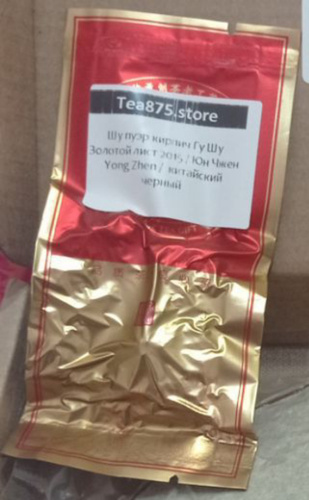 Tea875.store
Шу пуэр кирпич Гу Шу
Золотой лист 2015 / Юн Чжен
Yong Zhen / китайский
черный